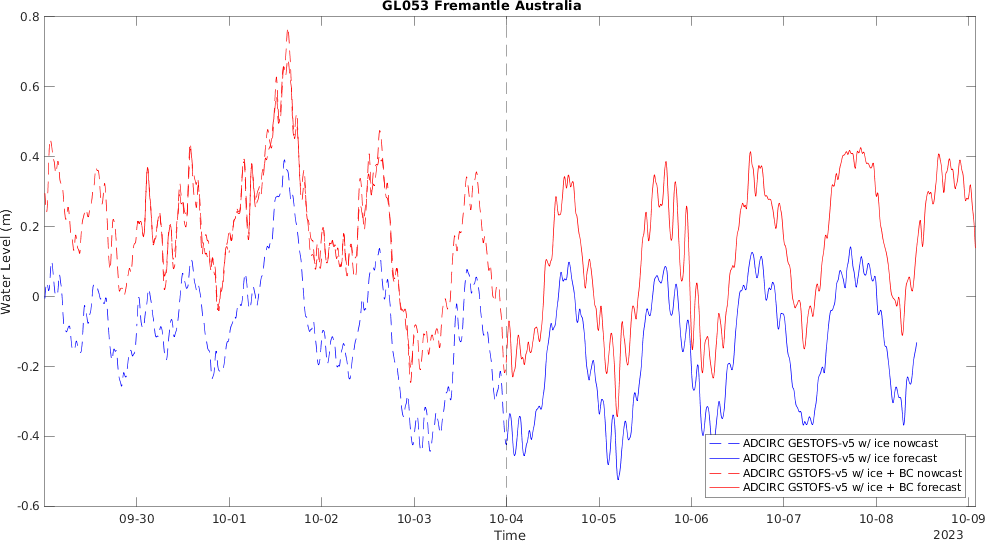 GL053 Fremantle Australia
0.8
0.6
0.4
0.2
0
-0.2
-0.4
-0.6
Water Level (m)
09-30 10-01 10-02 10-03 10-04 10-05 10-06 10-07 10-08 10-09
Time
2023
ADCIRC GESTOFS-v5 w/ ice nowcast
ADCIRC GESTOFS-v5 w/ ice forecast
ADCIRC GSTOFS-v5 w/ ice + BC nowcast
ADCIRC GSTOFS-v5 w/ ice + BC forecast